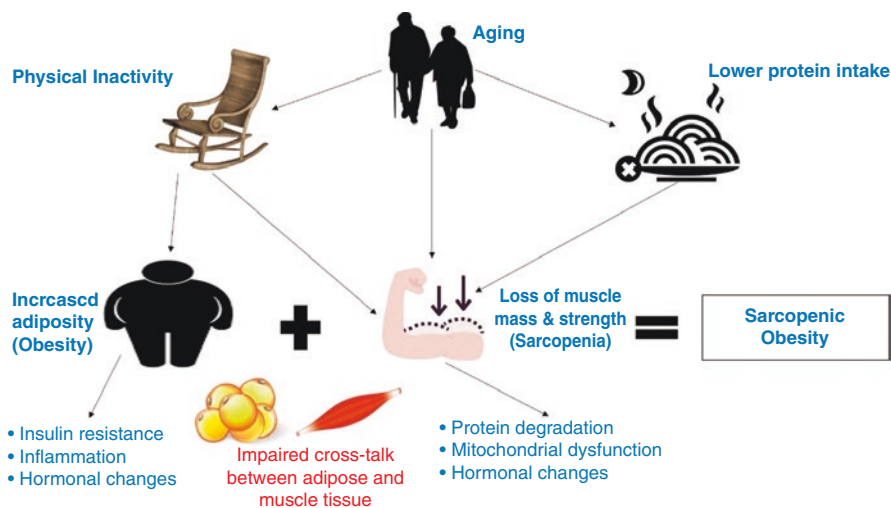 Aging
Physical Inactivity
Lower protein intake
Incrcascd
adiposity
(Obesity)
Loss of muscle
mass & strength
(Sarcopenia)
Sarcopenic
Obesity
• Insulin resistance
• Inflammation
• Hormonal changes
Impaired cross-talk
between adipose and
muscle tissue
• Protein degradation
• Mitochondrial dysfunction
• Hormonal changes